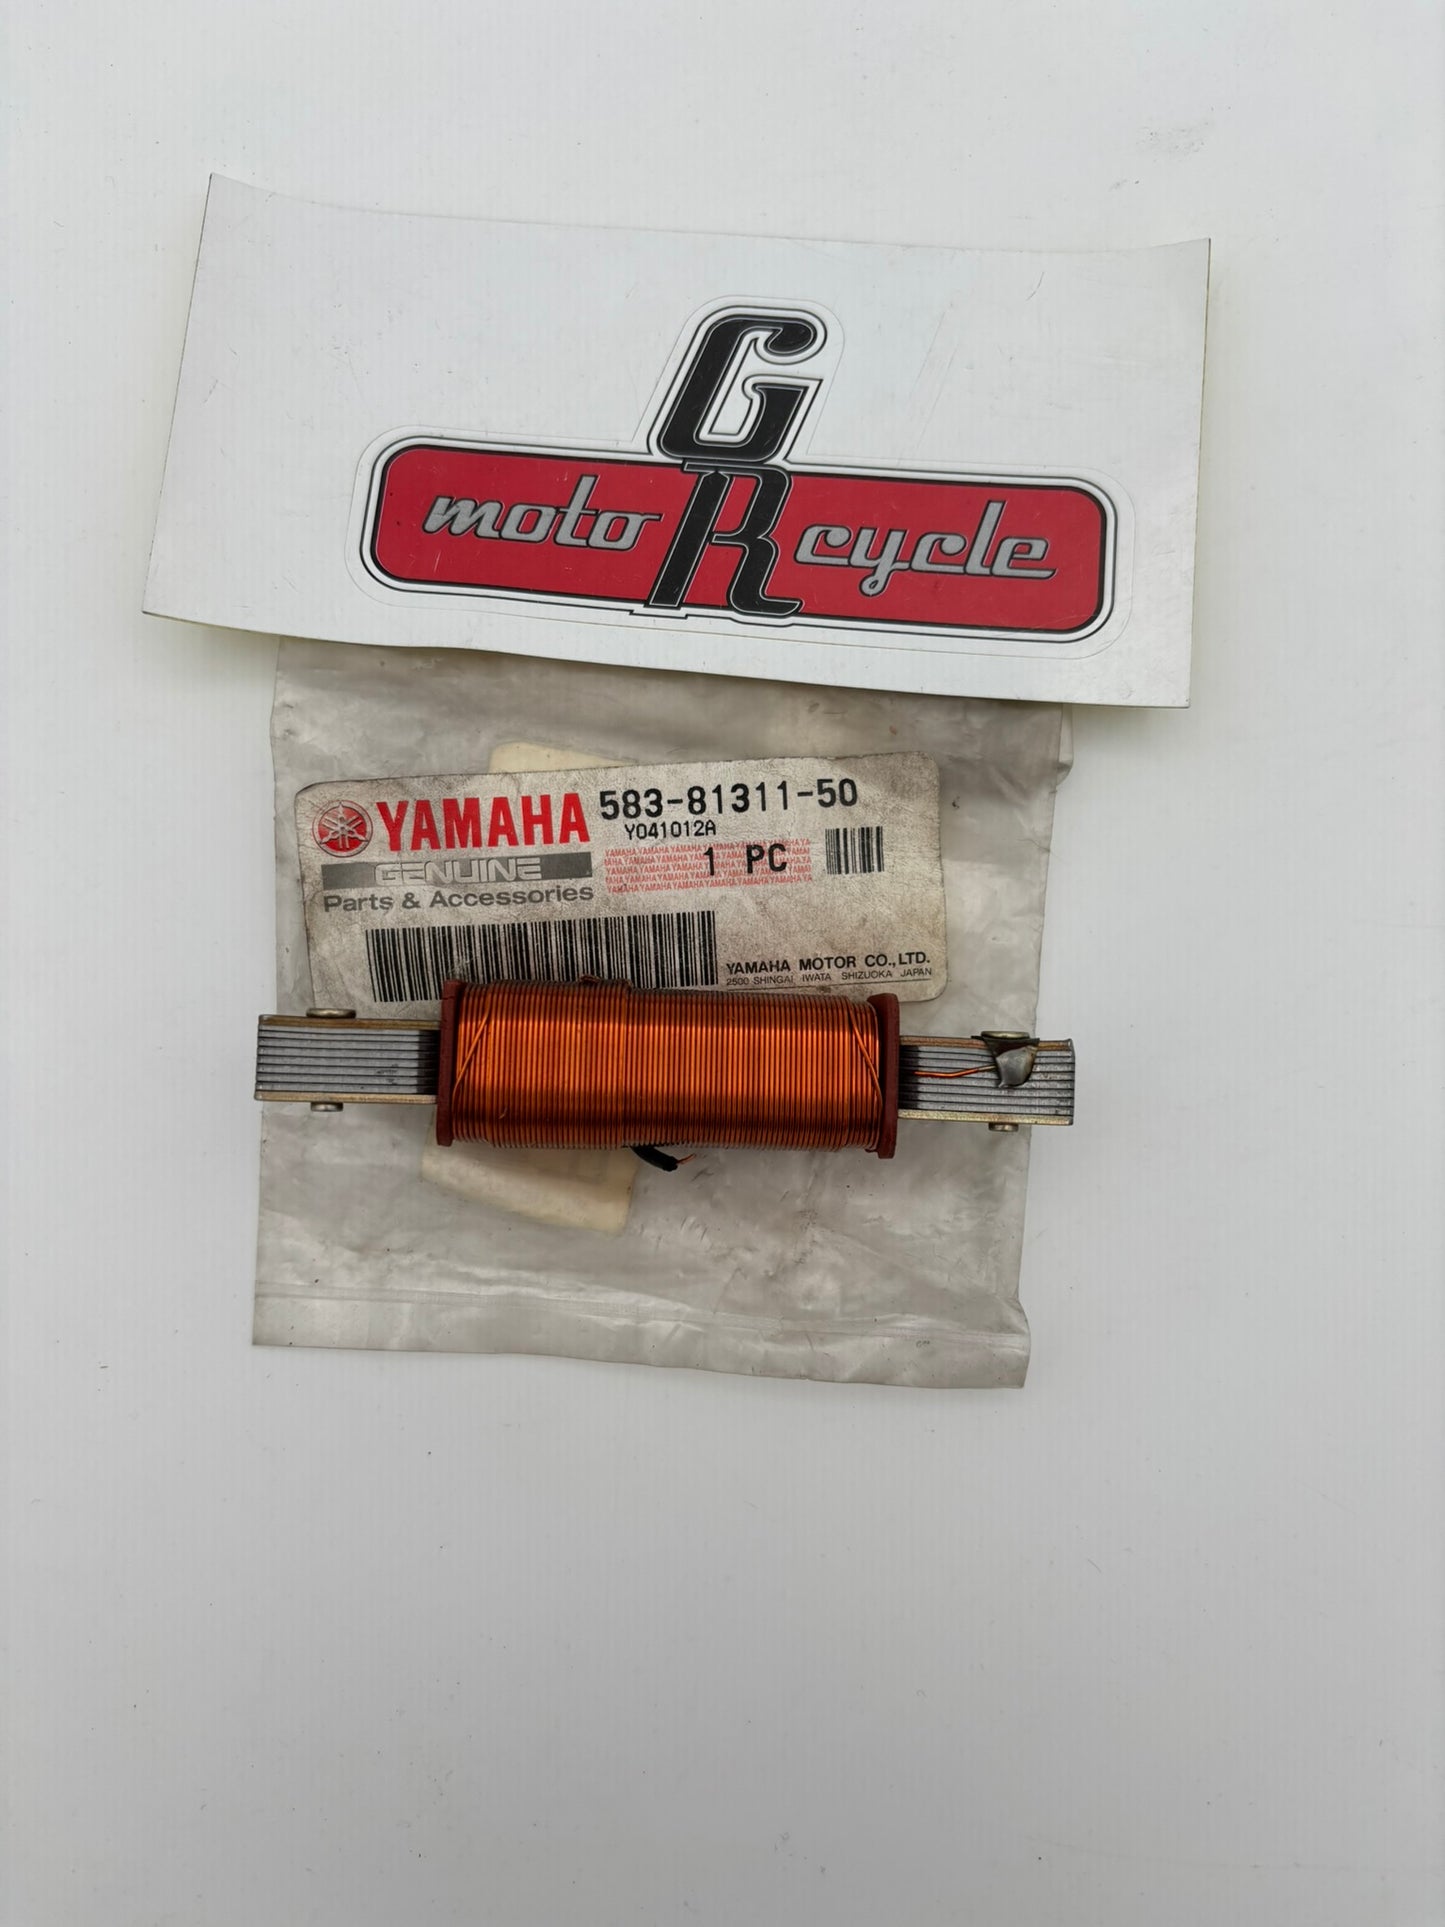 G
moto R cycle
YAMAHA 583-81311-50
Y041012A
GENUINE 1 PC
Parts & Accessories
YAMAHA MOTOR CO.,LTD.
2500 SHINGAI IWATA SHIZUOKA JAPAN